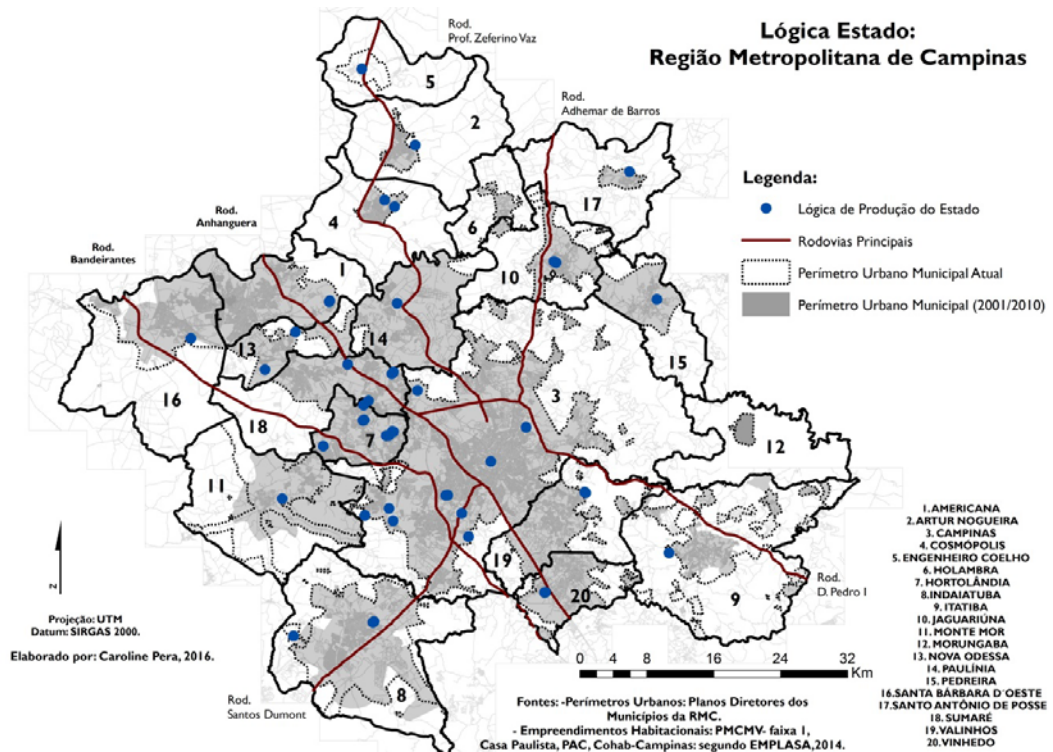 Lógica Estado:
Região Metropolitana de Campinas
Rod.
Prof. Zeferino Vaz
Rod.
Adhemar de Barros
Rod.
Anhanguera
Rod.
Bandeirantes
5
2
4
6
17
10
1
14
13
15
16
18
3
7
12
11
19
20
9
8
Legenda:
Lógica de Produção do Estado
Rodovias Principais
Perímetro Urbano Municipal Atual
Perímetro Urbano Municipal (2001/2010)
Rod.
D. Pedro I
Rod.
Santos Dumont
z
Projeção: UTM
Datum: SIRGAS 2000.
Elaborado por: Caroline Pera, 2016.
0 4 8 16 24 32
Km
Fontes: -Perímetros Urbanos: Planos Diretores dos
Municípios da RMC.
- Empreendimentos Habitacionais: PMCMV- faixa 1,
Casa Paulista, PAC, Cohab-Campinas: segundo EMPLASA,2014.
1. AMERICANA
2. ARTUR NOGUEIRA
3. CAMPINAS
4. COSMÓPOLIS
5. ENGENHEIRO COELHO
6. HOLAMBRA
7. HORTOLÂNDIA
8. INDAIATUBA
9. ITATIBA
10. JAGUARIÚNA
11. MONTE MOR
12. MORUNGABA
13. NOVA ODESSA
14. PAULÍNIA
15. PEDREIRA
16. SANTA BÁRBARA D'OESTE
17. SANTO ANTÔNIO DE POSSE
18. SUMARÉ
19. VALINHOS
20. VINHEDO